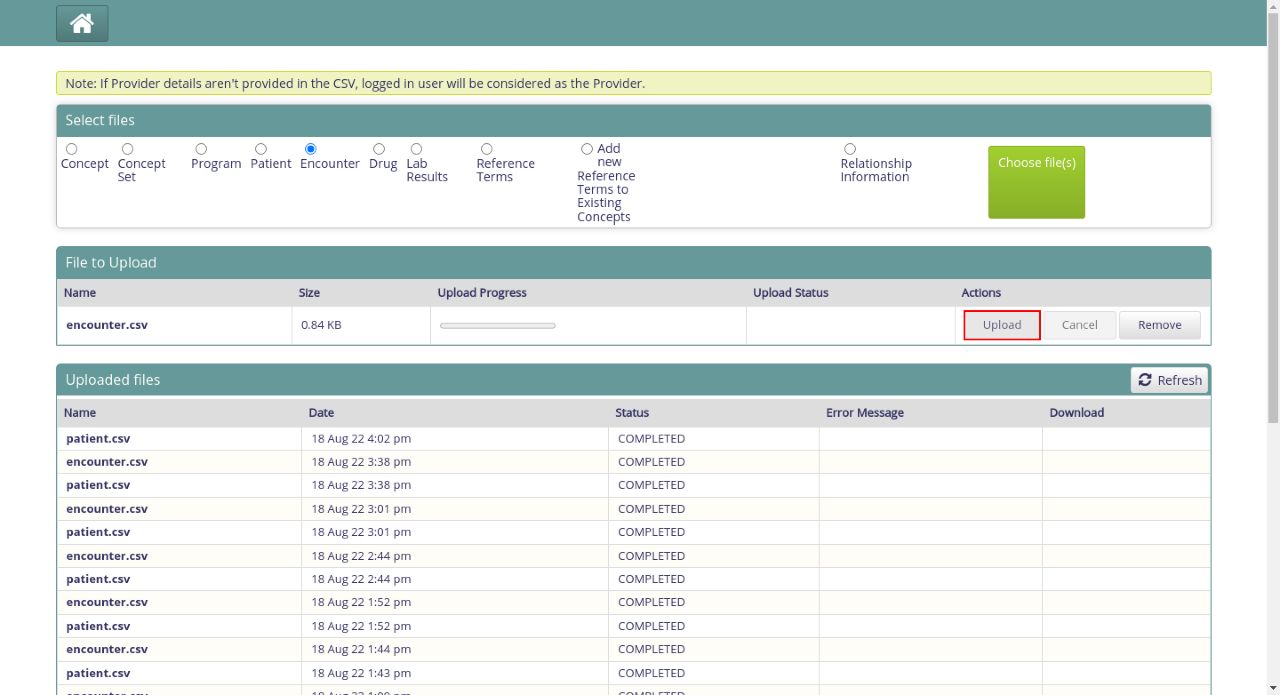 Note: If Provider details aren't provided in the CSV, logged in user will be considered as the Provider.
Select files
Concept
Concept
Set
Program
Patient
Encounter
Drug
Lab
Results
Reference
Terms
Add
new
Reference
Terms to
Existing
Concepts
Relationship
Information
Choose file(s)
File to Upload
Name Size Upload Progress Upload Status Actions
encounter.csv 0.84 KB Upload Cancel Remove
Uploaded files Refresh
Name Date Status Error Message Download
patient.csv 18 Aug 22 4:02 pm COMPLETED
encounter.csv 18 Aug 22 3:38 pm COMPLETED
patient.csv 18 Aug 22 3:38 pm COMPLETED
encounter.csv 18 Aug 22 3:01 pm COMPLETED
patient.csv 18 Aug 22 3:01 pm COMPLETED
encounter.csv 18 Aug 22 2:44 pm COMPLETED
patient.csv 18 Aug 22 2:44 pm COMPLETED
encounter.csv 18 Aug 22 1:52 pm COMPLETED
patient.csv 18 Aug 22 1:52 pm COMPLETED
encounter.csv 18 Aug 22 1:44 pm COMPLETED
patient.csv 18 Aug 22 1:43 pm COMPLETED